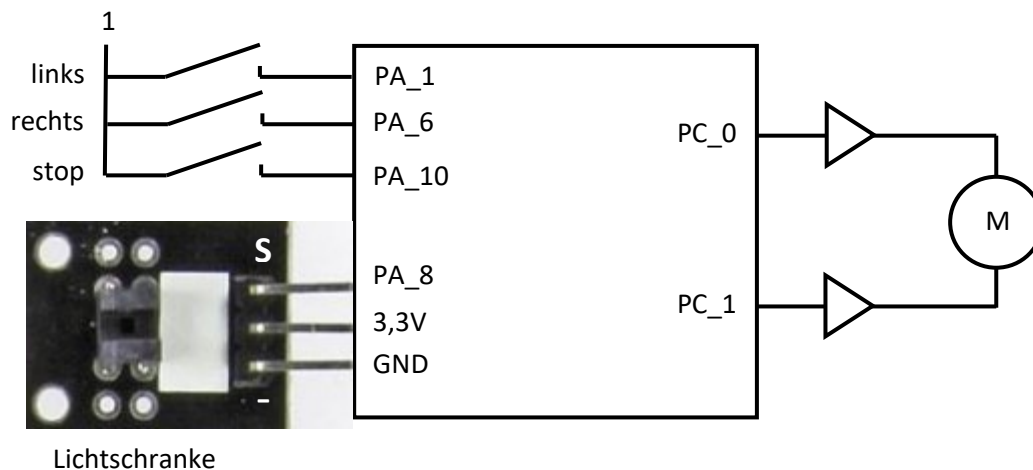 1
links
rechts
stop
PA_1
PA_6
PA_10
PC_0
M
S
PA_8
3,3V
GND
-
PC_1
Lichtschranke